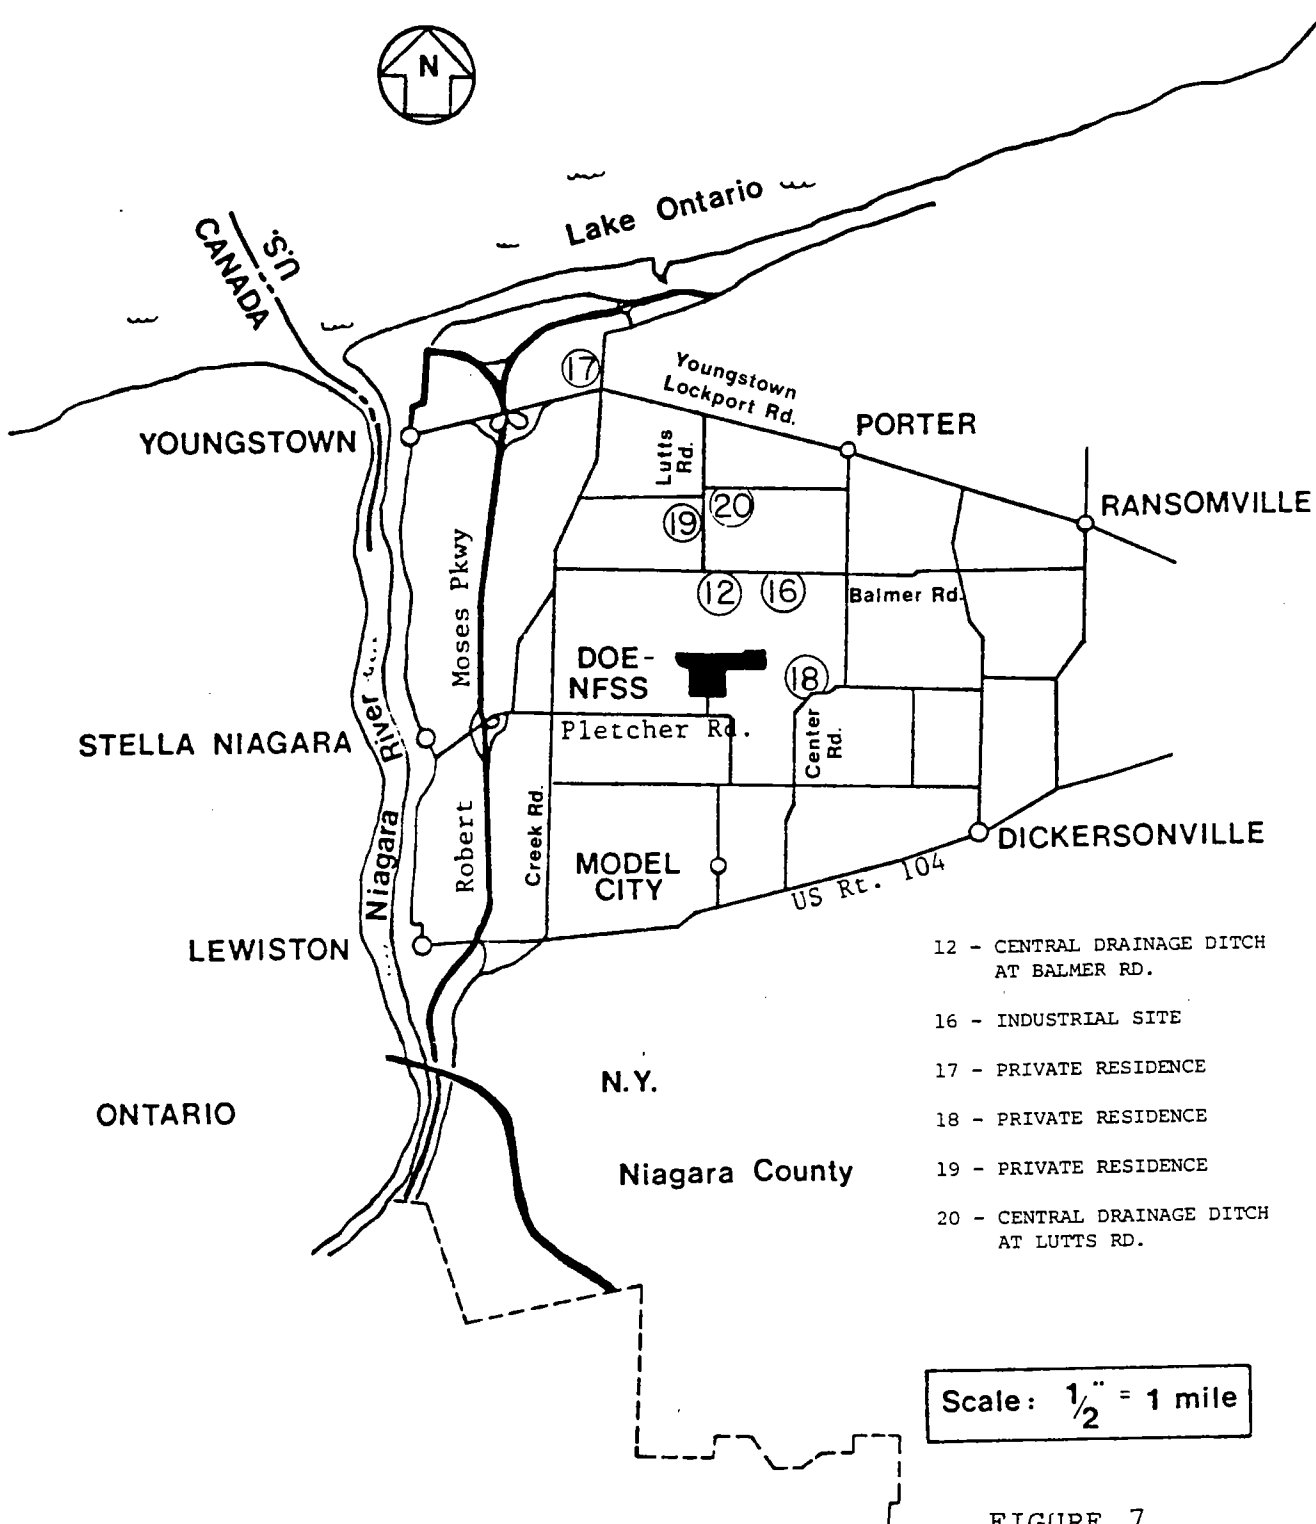 N
Lake Ontario
U.S.
CANADA
17
Youngstown
Lockport Rd.
YOUNGSTOWN
PORTER
Lutts
Rd.
RANSOMVILLE
20
19
Moses Pkwy
12
16
Balmer Rd.
DOE-
NFSS
18
River
Pletcher Rd.
STELLA NIAGARA
Center
Rd.
Niagara
Robert
Creek Rd.
MODEL
CITY
DICKERSONVILLE
US Rt. 104
LEWISTON
12 - CENTRAL DRAINAGE DITCH
AT BALMER RD.
16 - INDUSTRIAL SITE
N.Y.
17 - PRIVATE RESIDENCE
ONTARIO
18 - PRIVATE RESIDENCE
Niagara County
19 - PRIVATE RESIDENCE
20 - CENTRAL DRAINAGE DITCH
AT LUTTS RD.
Scale: 1/2" = 1 mile
FIGURE 7